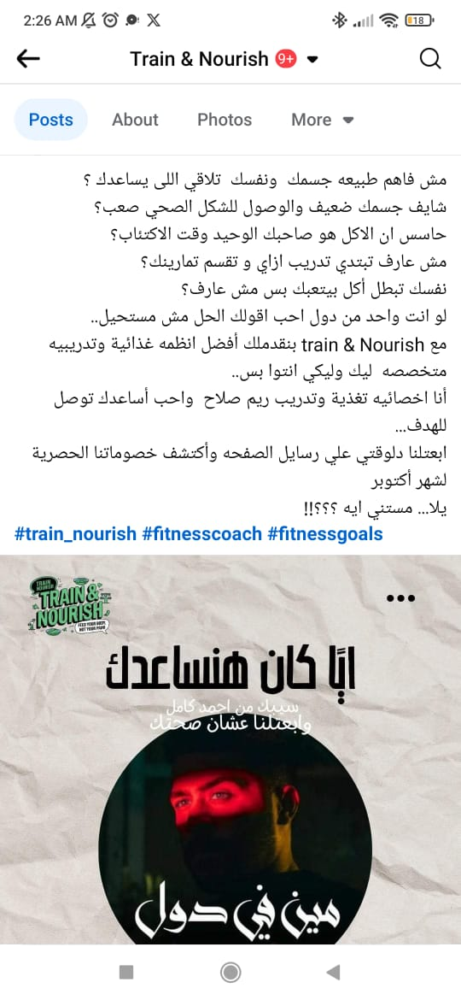 2:26 AM
18
Train & Nourish 9+
Posts About Photos More
مش فاهم طبيعه جسمك ونفسك تلاقي اللى يساعدك ؟
شايف جسمك ضعيف والوصول للشكل الصحي صعب؟
حاسس ان الاكل هو صاحبك الوحيد وقت الاكتئاب؟
مش عارف تبتدي تدريب ازاي و تقسم تمارينك؟
نفسك تبطل أكل بيتعبك بس مش عارف؟
لو انت واحد من دول احب اقولك الحل مش مستحيل..
مع train & Nourish بنقدملك أفضل انظمه غذائية وتدريبيه
متخصصه ليك وليكي انتوا بس..
أنا اخصائيه تغذية وتدريب ريم صلاح واحب أساعدك توصل
للهدف...
ابعتلنا دلوقتي علي رسايل الصفحه وأكتشف خصوماتنا الحصرية
لشهر أكتوبر
يلا... مستني ايه ؟؟؟!!
#train_nourish #fitnesscoach #fitnessgoals
TRAIN
NOURISH
TRAIN &
NOURISH
FEED YOUR BODY,
NOT YOUR PAIN
ايًا كان هنساعدك
سيبك من احمد كامل
وابعتلنا عشان صحتك
مين في دول